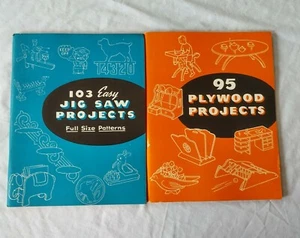 103 Easy
JIG SAW
PROJECTS
Full Size Patterns
95
PLYWOOD
PROJECTS